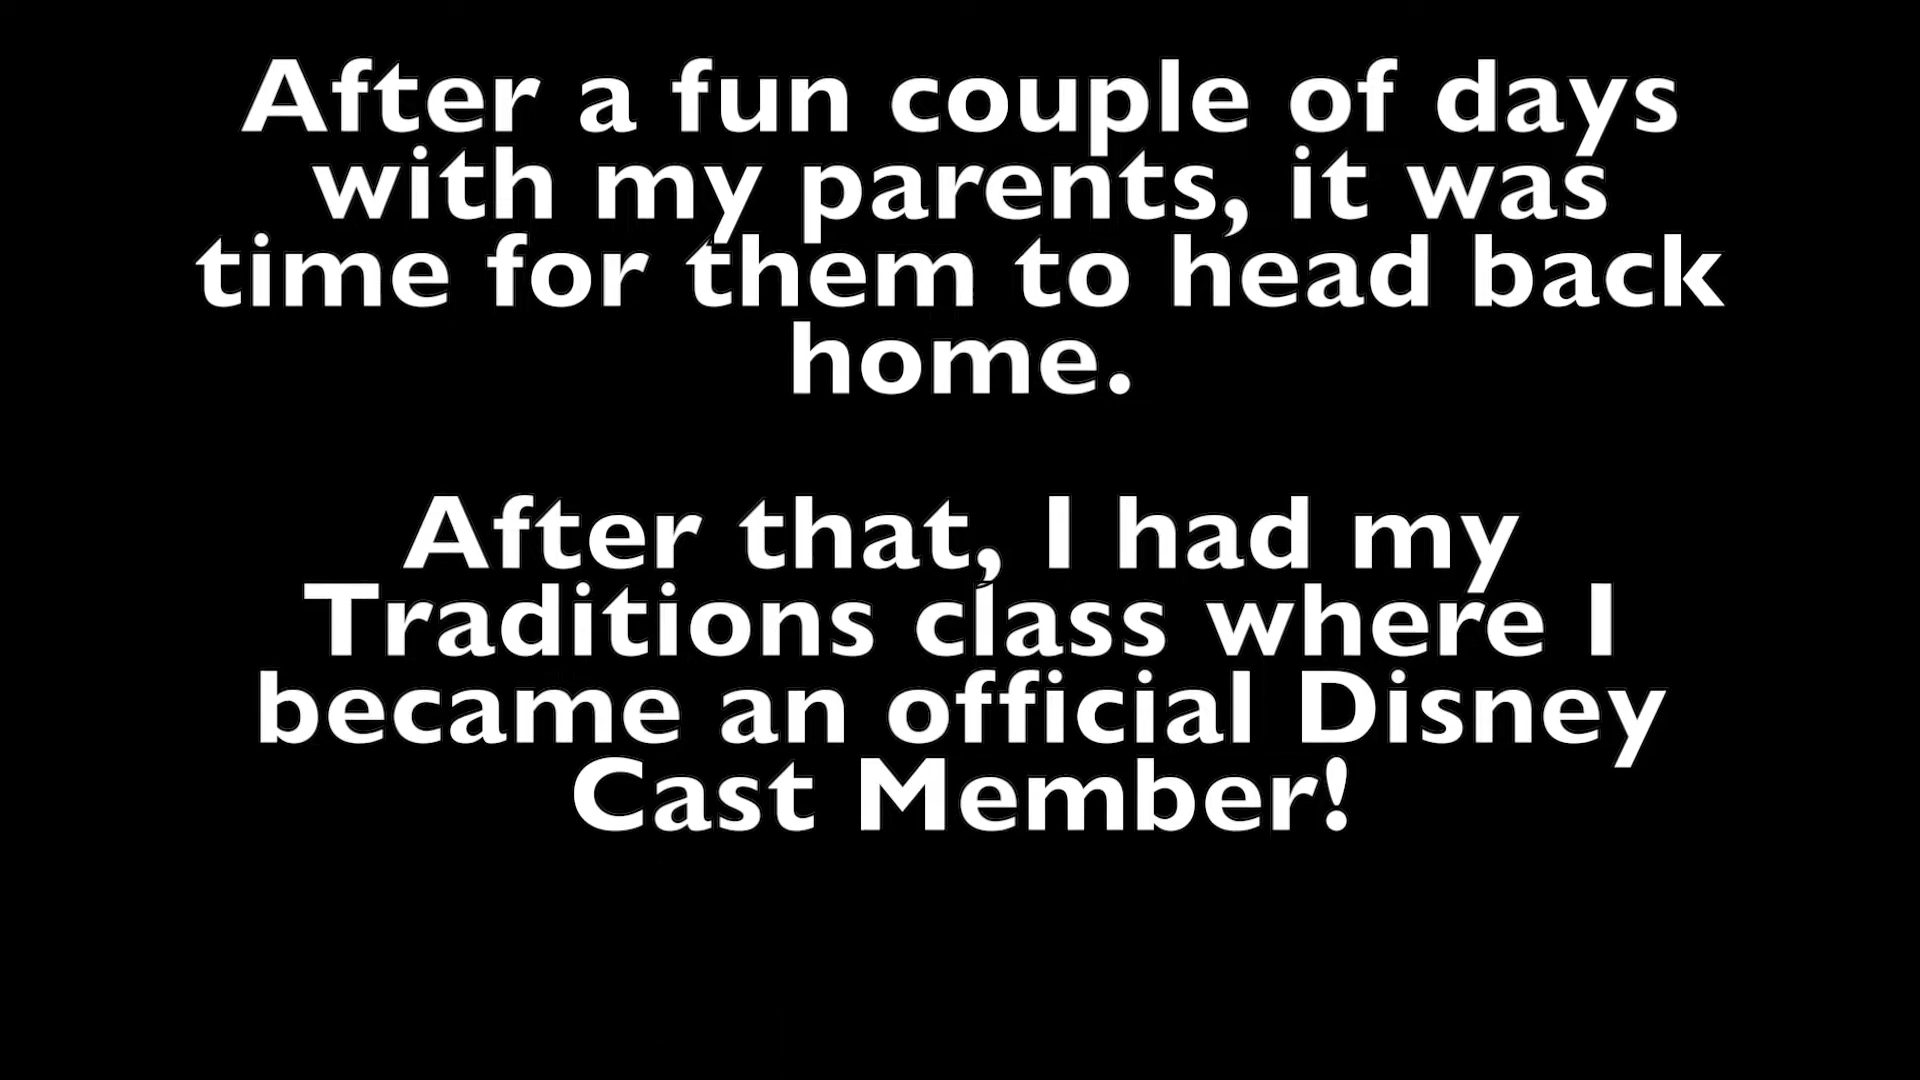 After a fun couple of days
with my parents, it was
time for them to head back
home.
After that, I had my
Traditions class where I
became an official Disney
Cast Member!